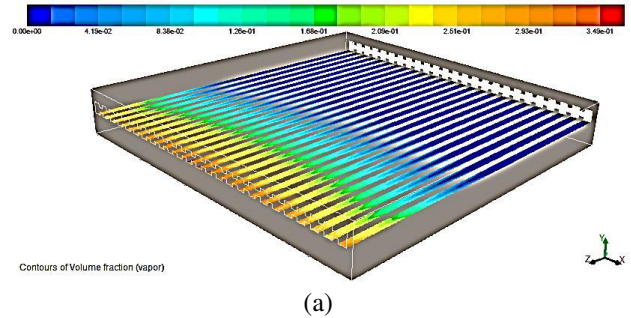 0.00e+00 4.19e-02 8.38e-02 1.26e-01 1.68e-01 2.09e-01 2.51e-01 2.93e-01 3.49e-01
Y
Z X
Contours of Volume fraction (vapor)
(a)